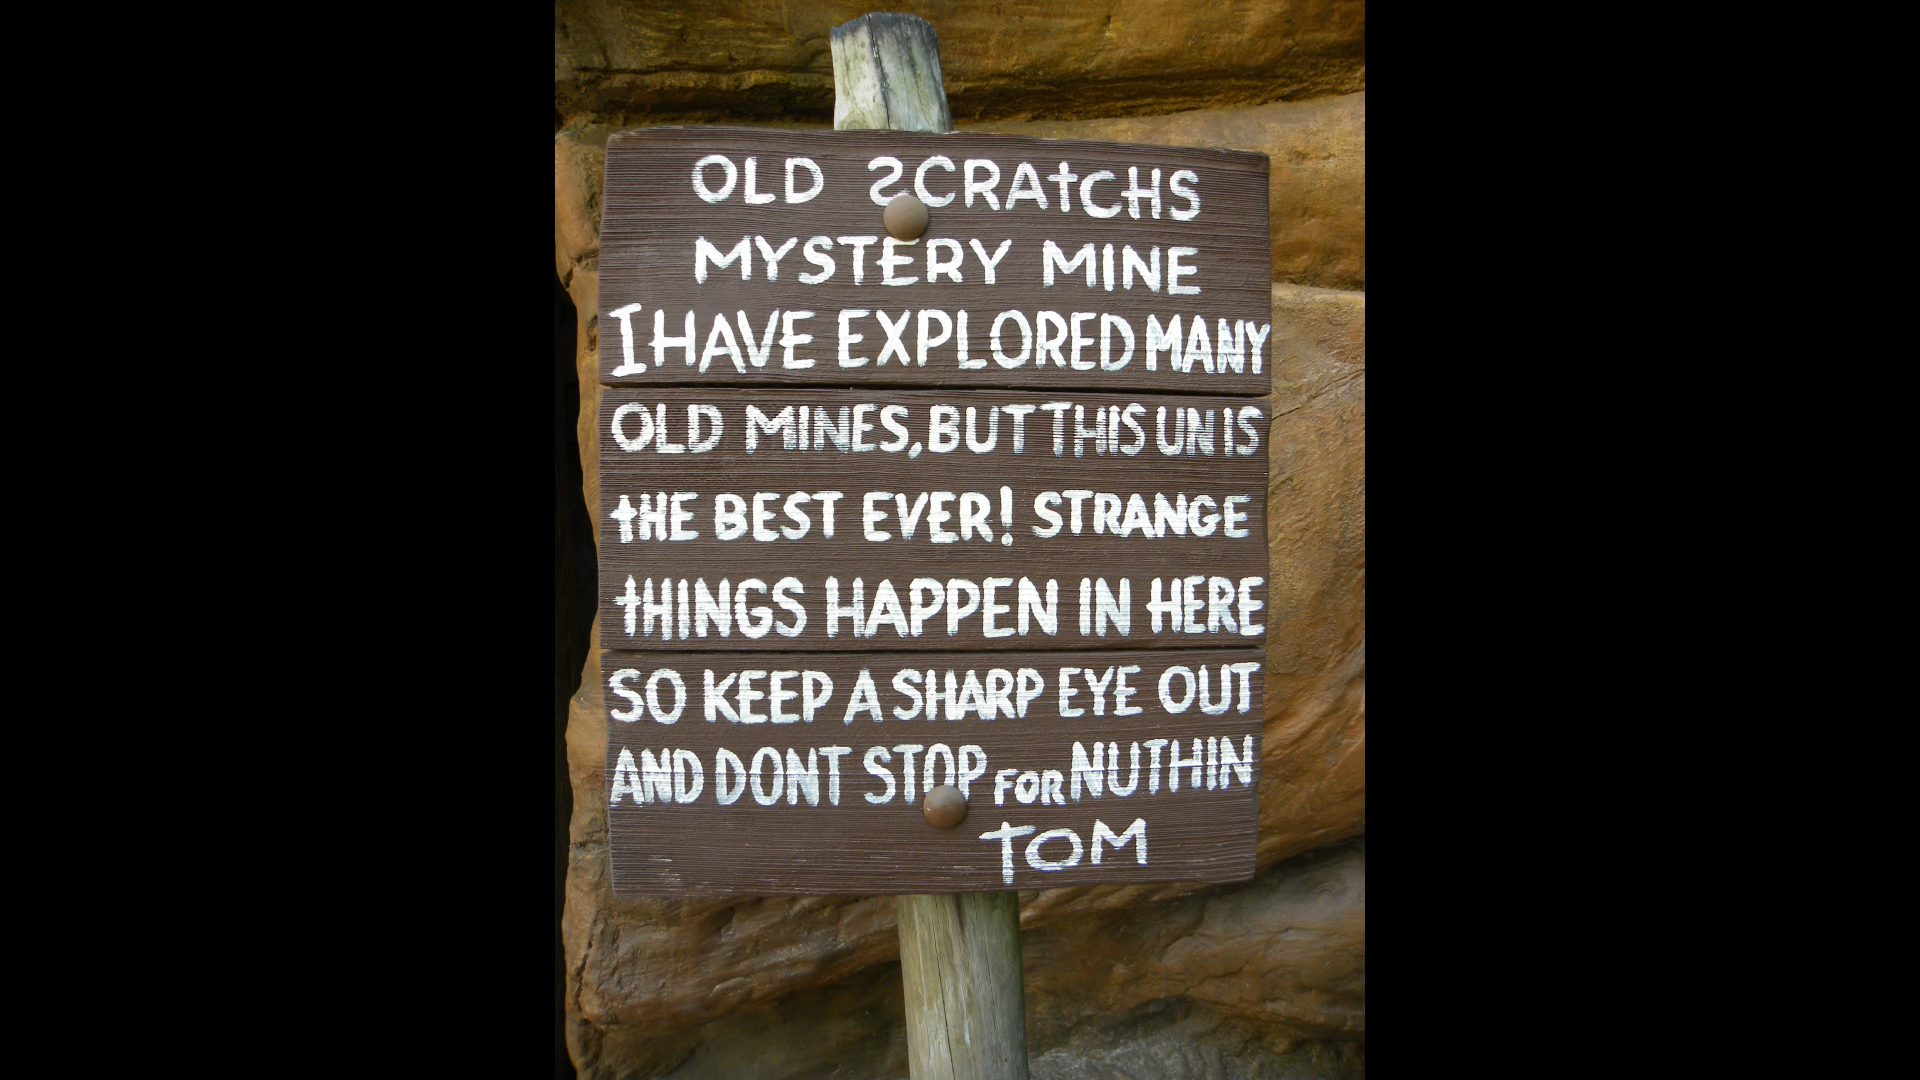 OLD SCRAtCHS
MYSTERY MINE
I HAVE EXPLORED MANY
OLD MINES, BUT THIS UN IS
tHE BEST EVER! STRANGE
tHINGS HAPPEN IN HERE
SO KEEP A SHARP EYE OUT
AND DONT STOP FOR NUTHIN
TOM